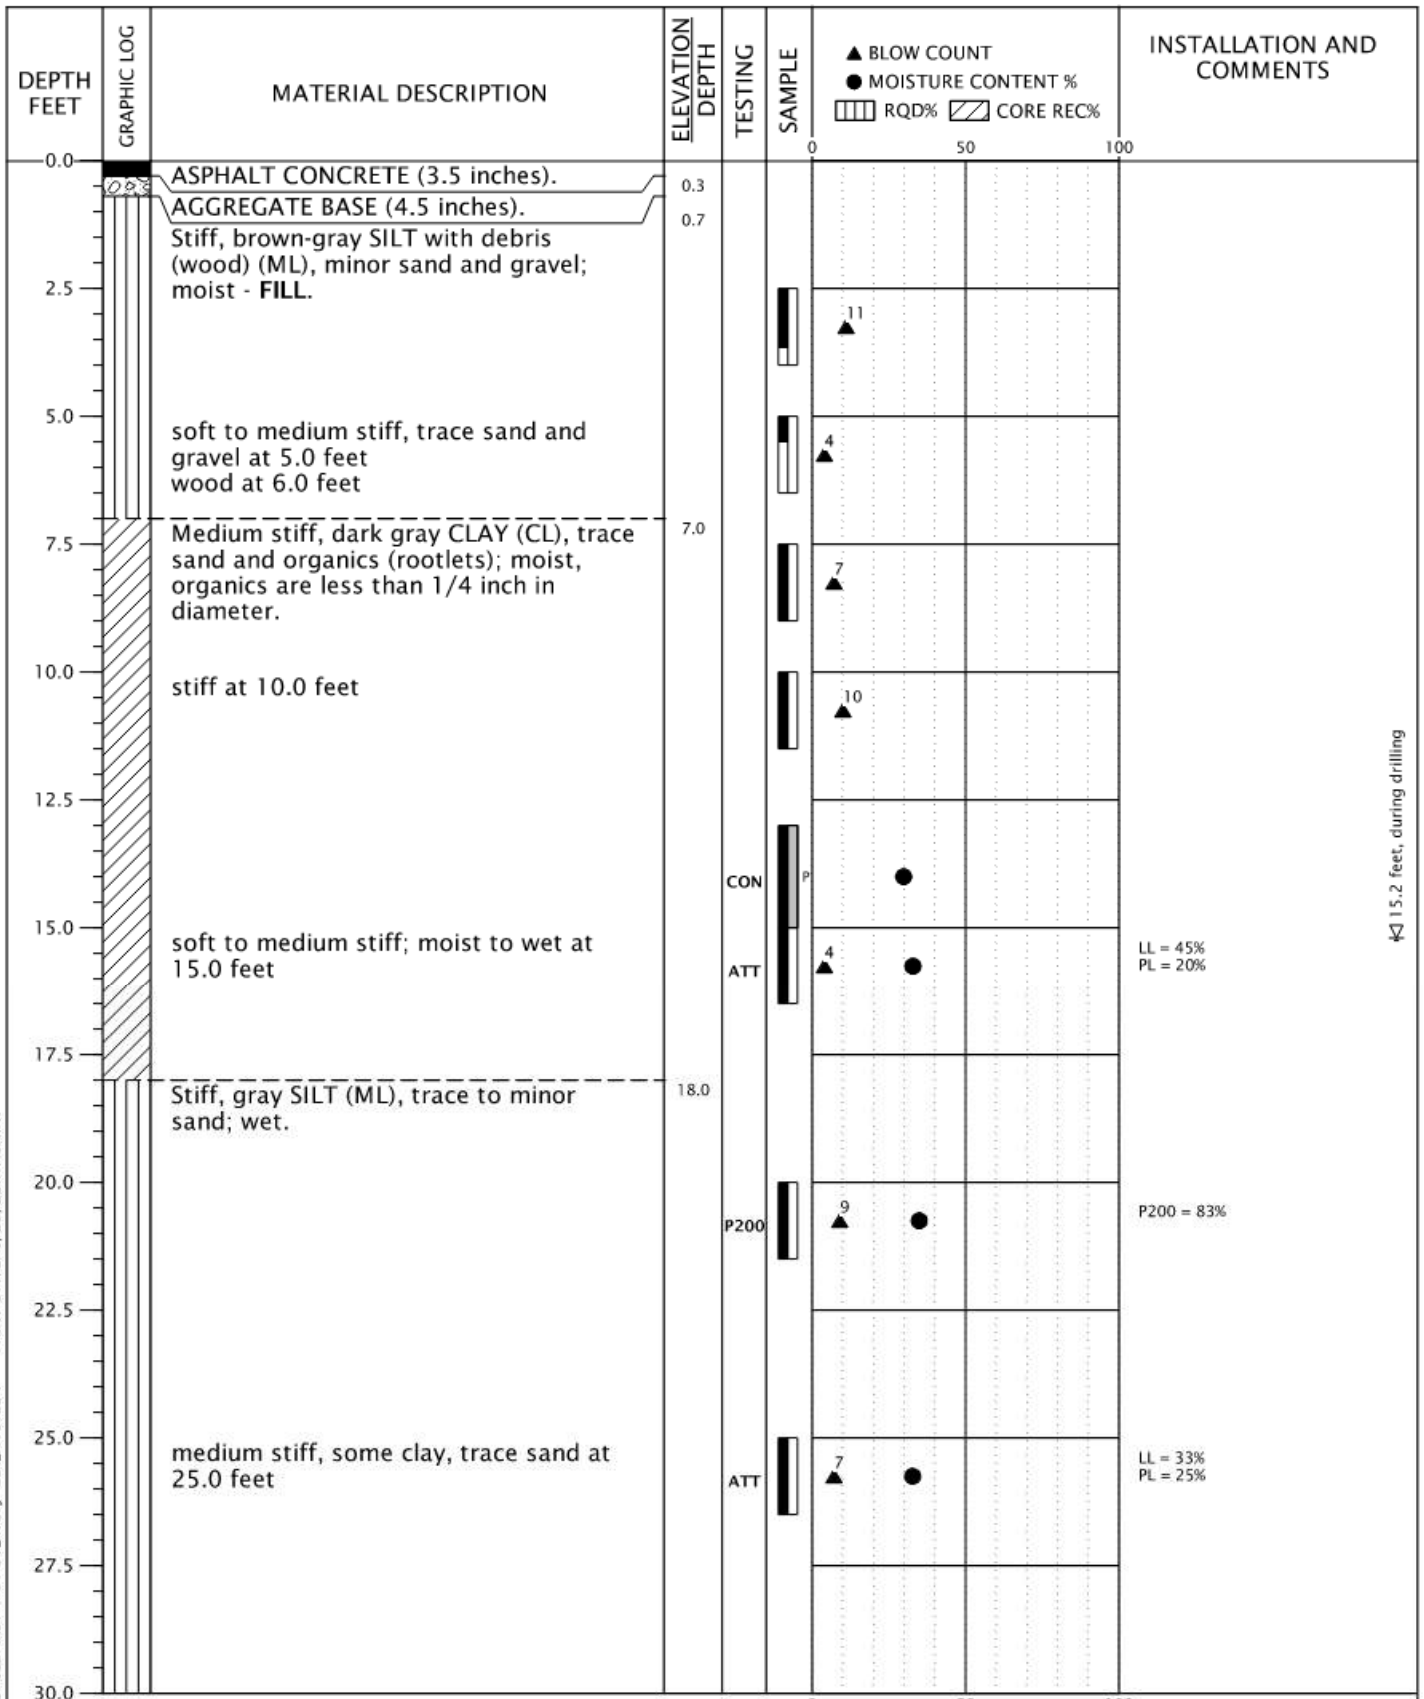 DEPTH
FEET
GRAPHIC LOG
MATERIAL DESCRIPTION
ELEVATION
DEPTH
TESTING
SAMPLE
BLOW COUNT
MOISTURE CONTENT %
RQD% CORE REC%
INSTALLATION AND
COMMENTS
0 50 100
0.0
ASPHALT CONCRETE (3.5 inches).
0.3
AGGREGATE BASE (4.5 inches).
0.7
Stiff, brown-gray SILT with debris
(wood) (ML), minor sand and gravel;
moist - FILL.
2.5
11
5.0
soft to medium stiff, trace sand and
gravel at 5.0 feet
wood at 6.0 feet
4
7.0
Medium stiff, dark gray CLAY (CL), trace
sand and organics (rootlets); moist,
organics are less than 1/4 inch in
diameter.
7.5
7
10.0
stiff at 10.0 feet
10
12.5
CON
P
15.2 feet, during drilling
15.0
soft to medium stiff; moist to wet at
15.0 feet
ATT
4
LL = 45%
PL = 20%
17.5
18.0
Stiff, gray SILT (ML), trace to minor
sand; wet.
20.0
P200
9
P200 = 83%
22.5
25.0
medium stiff, some clay, trace sand at
25.0 feet
ATT
7
LL = 33%
PL = 25%
27.5
30.0